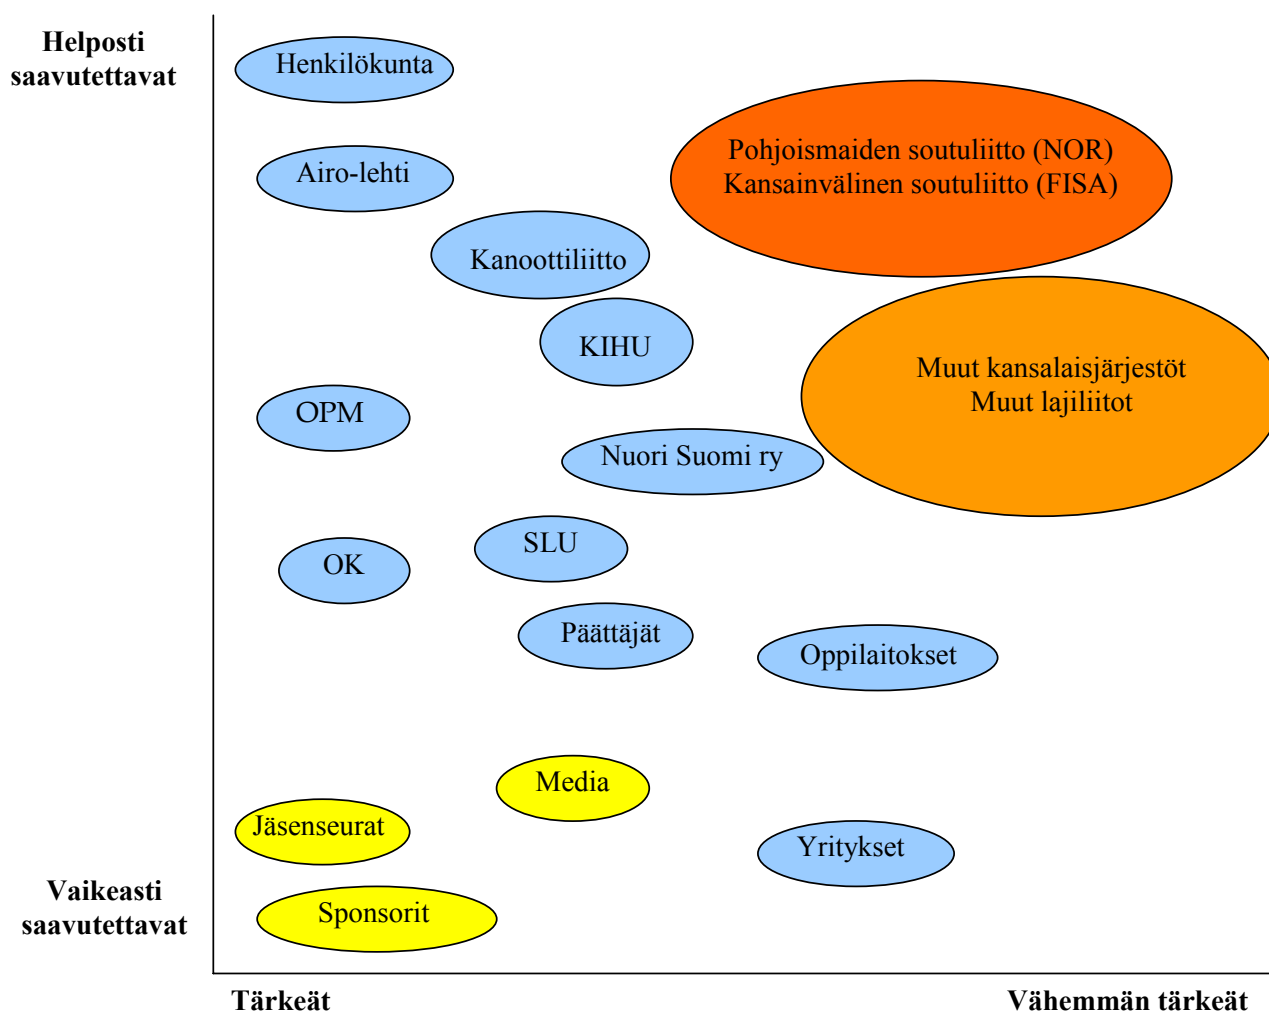 Helposti
saavutettavat
Henkilökunta
Pohjoismaiden soutuliitto (NOR)
Kansainvälinen soutuliitto (FISA)
Airo-lehti
Kanoottiliitto
KIHU
Muut kansalaisjärjestöt
Muut lajiliitot
OPM
Nuori Suomi ry
SLU
OK
Päättäjät
Oppilaitokset
Media
Jäsenseurat
Yritykset
Vaikeasti
saavutettavat
Sponsorit
Tärkeät
Vähemmän tärkeät